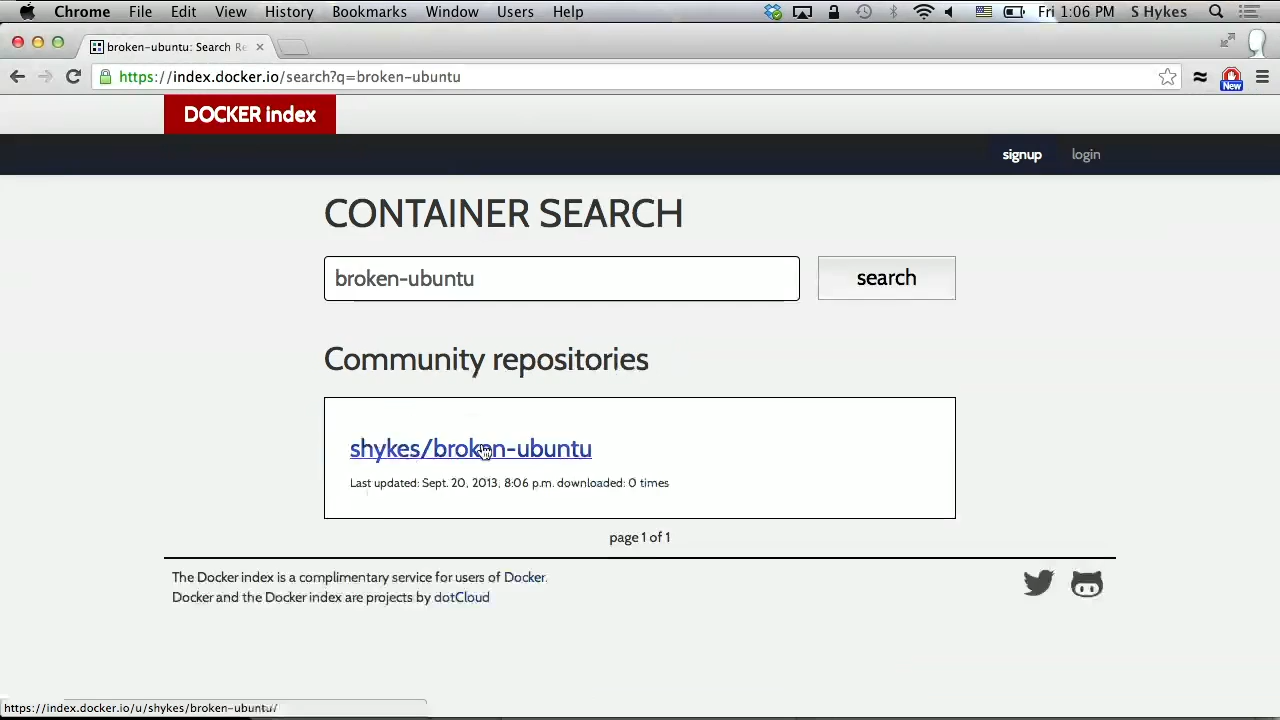 Chrome File Edit View History Bookmarks Window Users Help Fri 1:06 PM S Hykes
broken-ubuntu: Search Re
https://index.docker.io/search?q=broken-ubuntu
New
DOCKER index
signup login
CONTAINER SEARCH
broken-ubuntu search
Community repositories
shykes/broken-ubuntu
Last updated: Sept. 20, 2013, 8:06 p.m. downloaded: 0 times
page 1 of 1
The Docker index is a complimentary service for users of Docker.
Docker and the Docker index are projects by dotCloud
https://index.docker.io/u/shykes/broken-ubuntu/